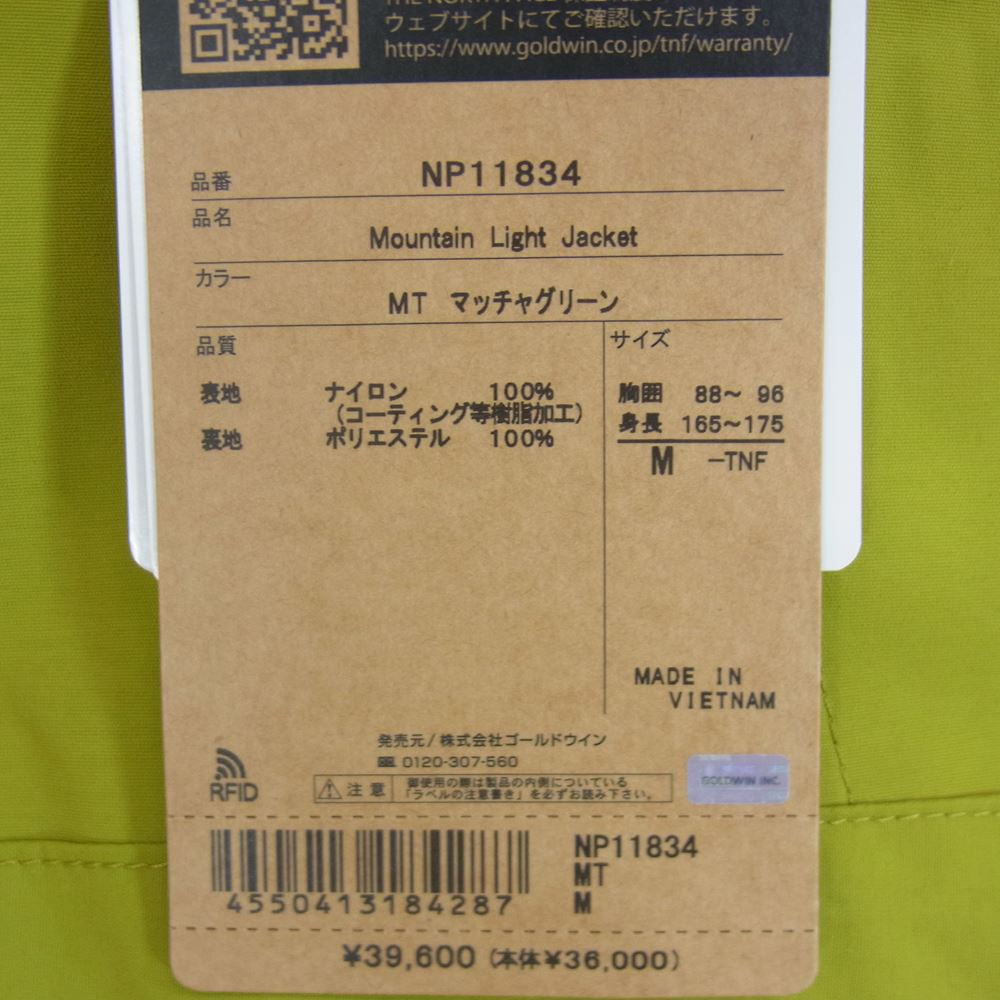 ウェブサイトにてご確認いただけます。
https://www.goldwin.co.jp/tnf/warranty/
品番 NP11834
品名
Mountain Light Jacket
カラー
MT マッチャグリーン
品質
表地 ナイロン 100%
(コーティング等樹脂加工)
裏地 ポリエステル 100%
サイズ
胸囲 88～ 96
身長 165～175
M -TNF
MADE IN
VIETNAM
発売元/株式会社ゴールドウイン
0120-307-560
RFID
注意 御使用の際は製品の内側についている
「ラベルの注意書き」を必ずお読み下さい。
GOLDWIN INC.
4550413184287
NP11834
MT
M
¥39,600 (本体¥36,000)